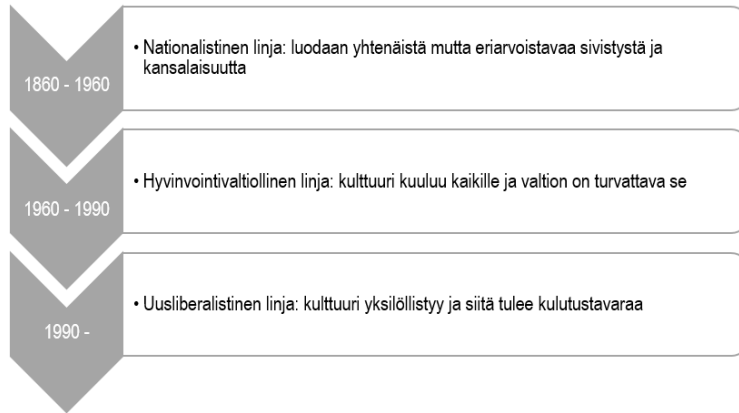 1860 - 1960
• Nationalistinen linja: luodaan yhtenäistä mutta eriarvoistavaa sivistystä ja
kansalaisuutta
1960 - 1990
• Hyvinvointivaltiollinen linja: kulttuuri kuuluu kaikille ja valtion on turvattava se
1990 -
• Uusliberalistinen linja: kulttuuri yksilöllistyy ja siitä tulee kulutustavaraa